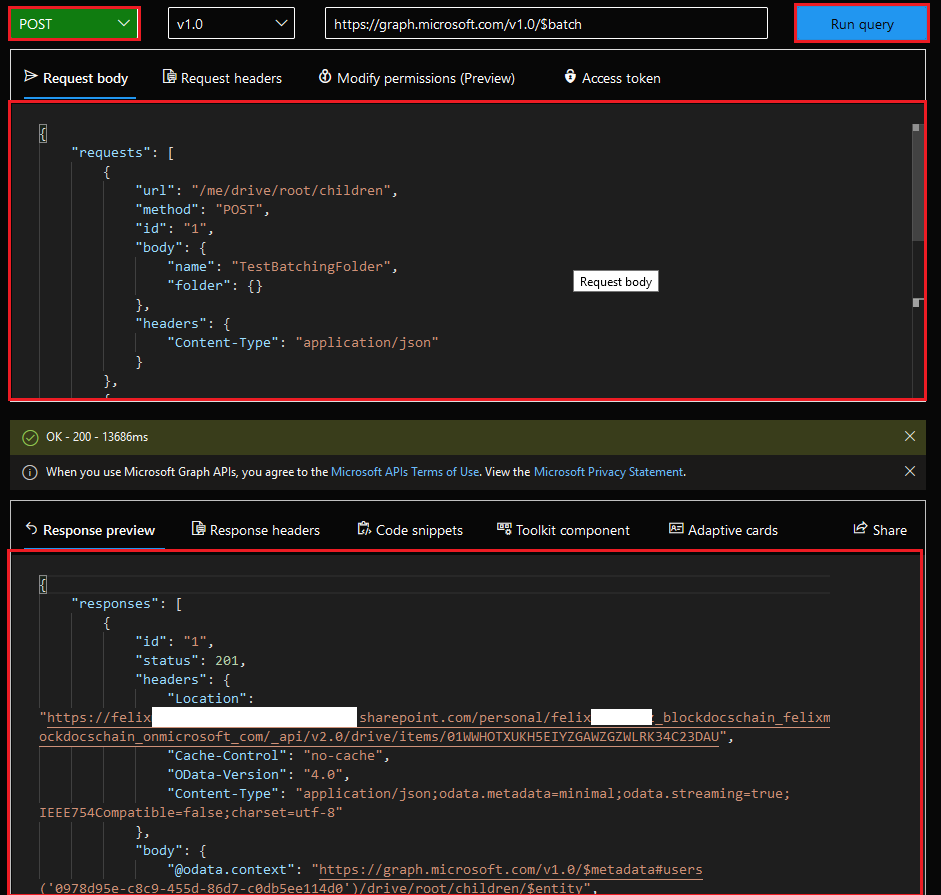 POST
v1.0
https://graph.microsoft.com/v1.0/$batch
Run query
Request body
Request headers
Modify permissions (Preview)
Access token
{
"requests": [
{
"url": "/me/drive/root/children",
"method": "POST",
"id": "1",
"body": {
"name": "TestBatchingFolder",
"folder": {}
},
"headers": {
"Content-Type": "application/json"
}
},
{
Request body
OK - 200 - 13686ms
When you use Microsoft Graph APIs, you agree to the Microsoft APIs Terms of Use. View the Microsoft Privacy Statement.
Response preview
Response headers
Code snippets
Toolkit component
Adaptive cards
Share
{
"responses": [
{
"id": "1",
"status": 201,
"headers": {
"Location":
"https://felix sharepoint.com/personal/felix _blockdocschain_felixm
ockdocschain_onmicrosoft_com/_api/v2.0/drive/items/01WWHOTXUKH5EIYZGAWZGZWLRK34C23DAU",
"Cache-Control": "no-cache",
"OData-Version": "4.0",
"Content-Type": "application/json;odata.metadata=minimal;odata.streaming=true;
IEEE754Compatible=false;charset=utf-8"
},
"body": {
"@odata.context": "https://graph.microsoft.com/v1.0/$metadata#users
('0978d95e-c8c9-455d-86d7-c0db5ee114d0')/drive/root/children/$entity",